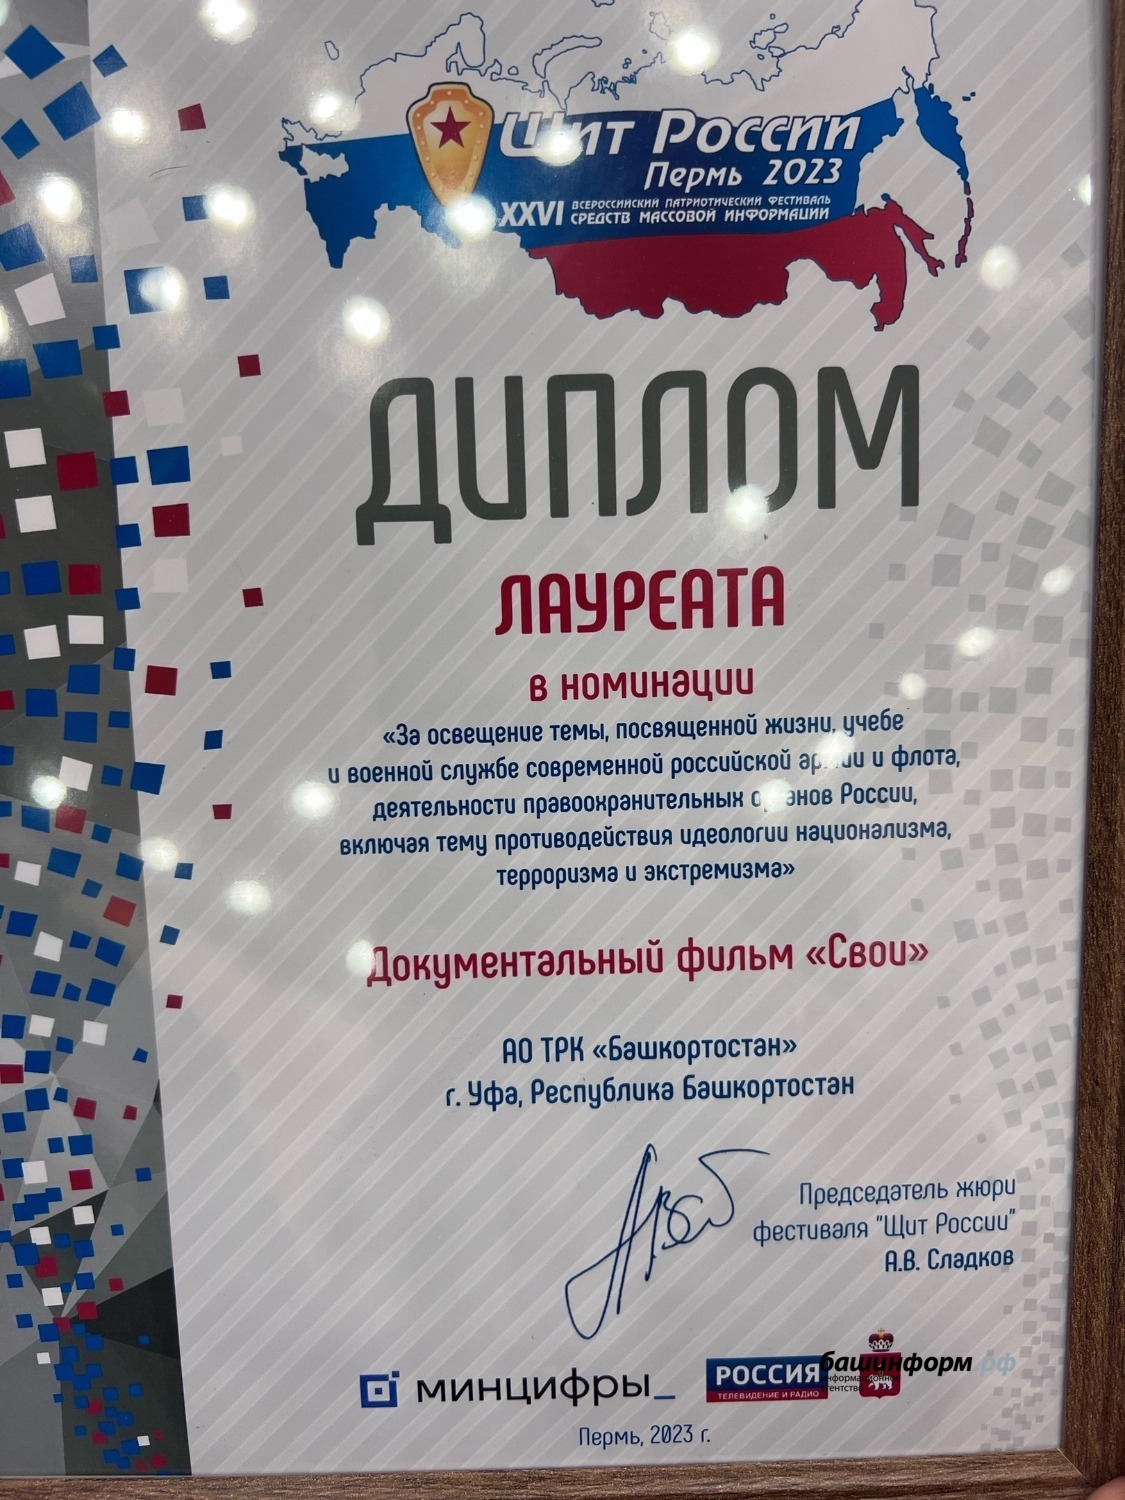 Щит России
Пермь 2023
XXVI ВСЕРОССИЙСКИЙ ПАТРИОТИЧЕСКИЙ ФЕСТИВАЛЬ
СРЕДСТВ МАССОВОЙ ИНФОРМАЦИИ
ДИПЛОМ
ЛАУРЕАТА
в номинации
«За освещение темы, посвященной жизни, учебе
и военной службе современной российской армии и флота,
деятельности правоохранительных органов России,
включая тему противодействия идеологии национализма,
терроризма и экстремизма»
Документальный фильм «Свои»
АО ТРК «Башкортостан»
г. Уфа, Республика Башкортостан
Председатель жюри
фестиваля "Щит России"
А.В. Сладков
минцифры_
РОССИЯ
ТЕЛЕВИДЕНИЕ И РАДИО
башинформ.рф
информационное
агентство
Пермь, 2023 г.